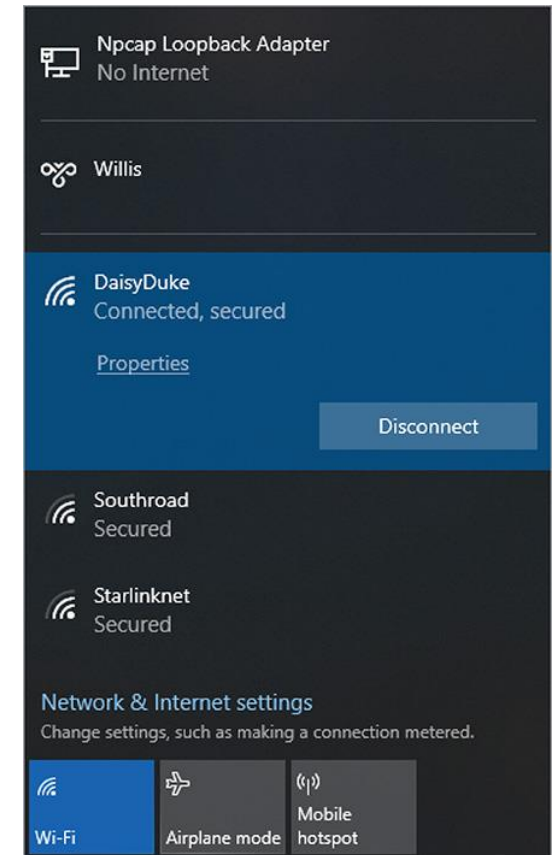 Npcap Loopback Adapter
No Internet
Willis
DaisyDuke
Connected, secured
Properties
Disconnect
Southroad
Secured
Starlinknet
Secured
Network & Internet settings
Change settings, such as making a connection metered.
Wi-Fi
Airplane mode
Mobile
hotspot